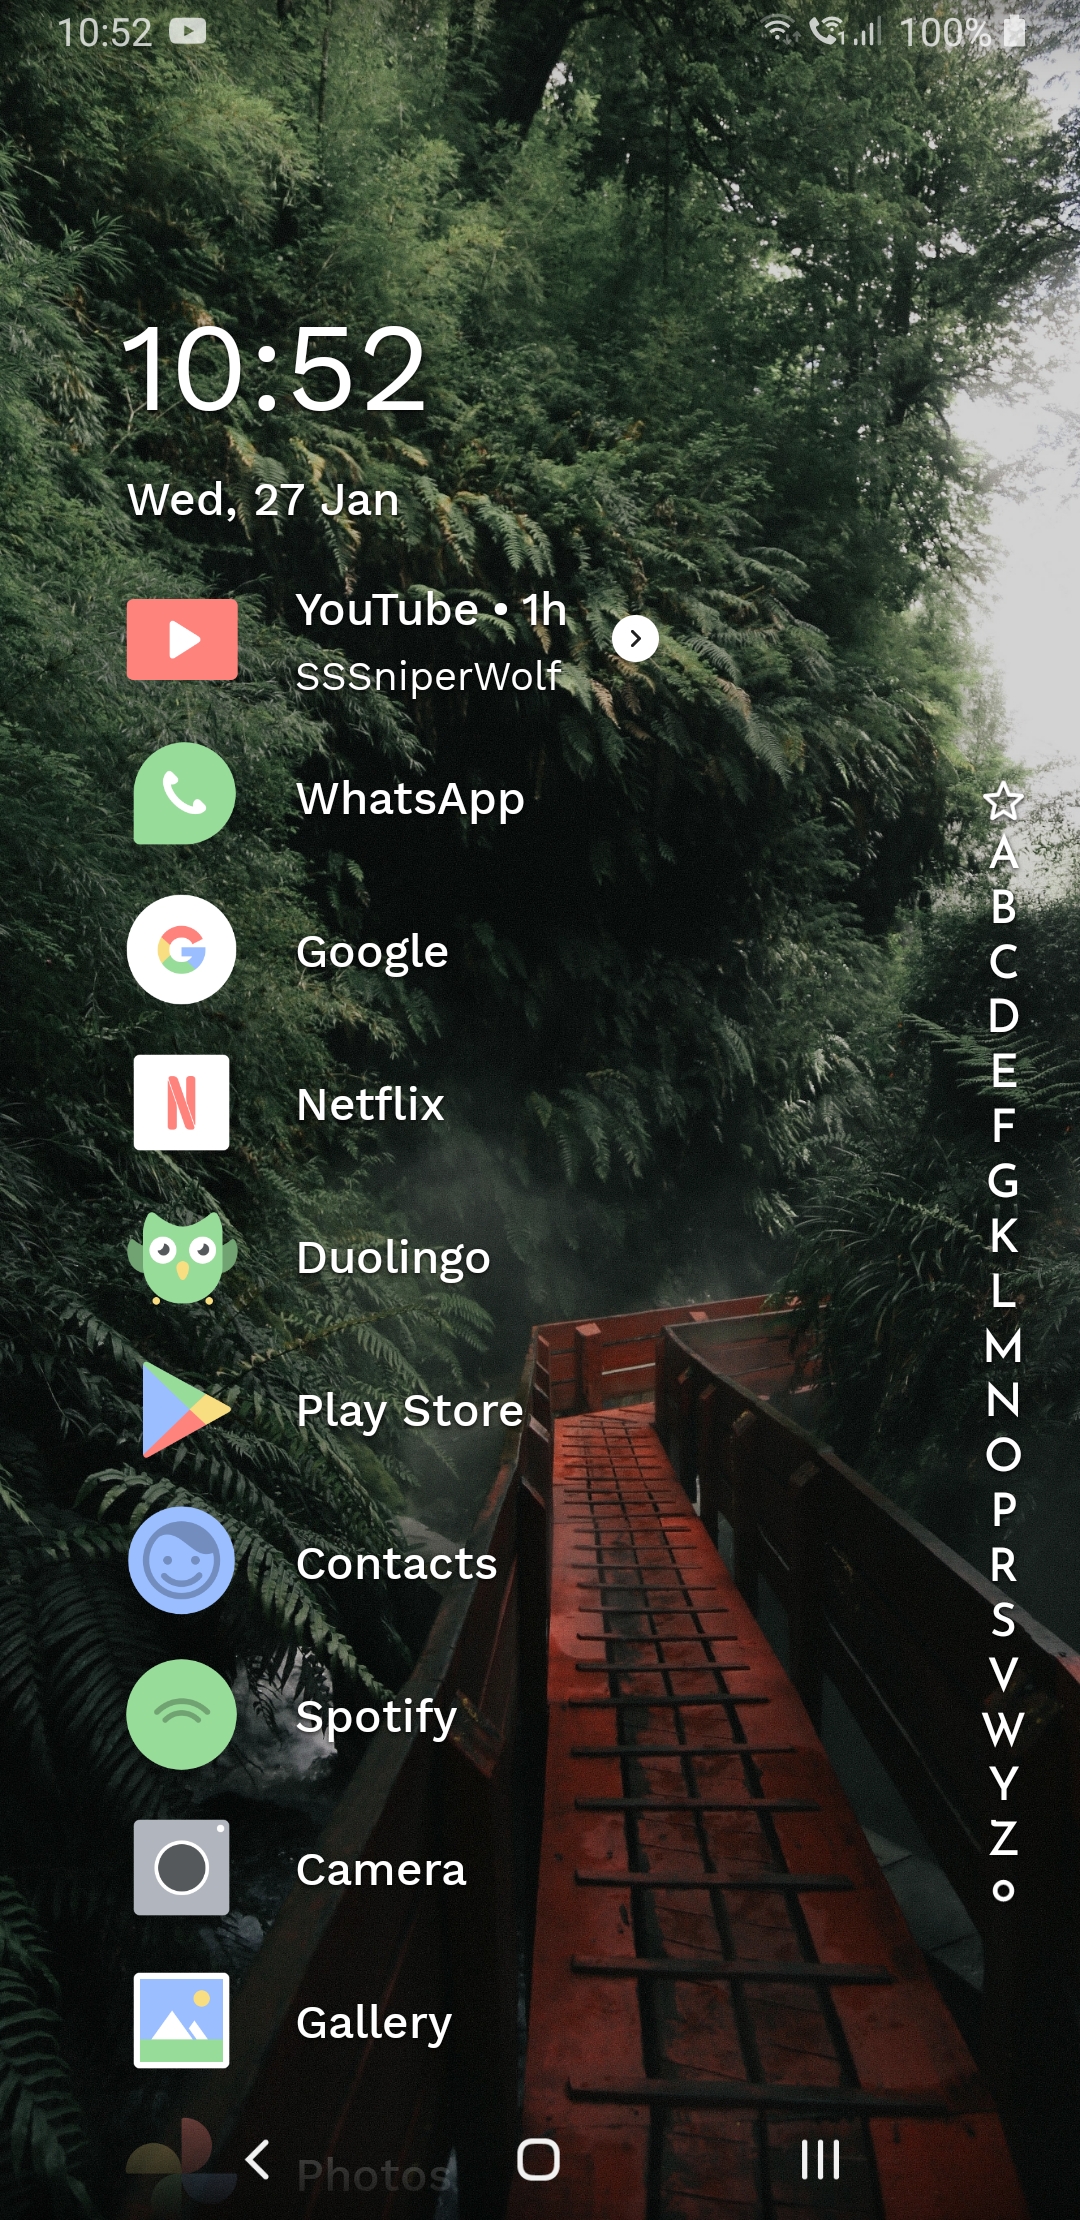 10:52
100%
10:52
Wed, 27 Jan
YouTube • 1h
SSSniperWolf
WhatsApp
Google
Netflix
Duolingo
Play Store
Contacts
Spotify
Camera
Gallery
Photos
A
B
C
D
E
F
G
K
L
M
N
O
P
R
S
V
W
Y
Z